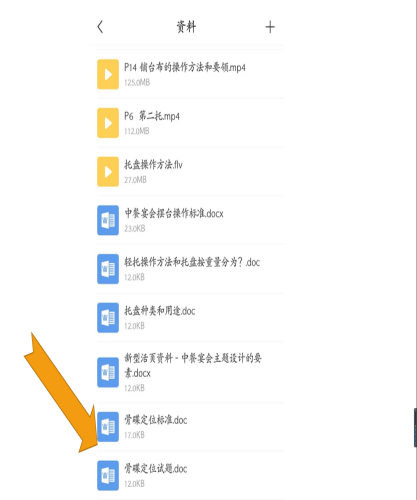 资料
P14 铺台布的操作方法和要领.mp4
125.0MB
P6 第二托.mp4
112.0MB
托盘操作方法.flv
27.0MB
中餐宴会摆台操作标准.docx
23.0KB
轻托操作方法和托盘按重量分为？.doc
12.0KB
托盘种类和用途.doc
12.0KB
新型活页资料-中餐宴会主题设计的要
素.docx
12.0KB
骨碟定位标准.doc
17.0KB
骨碟定位试题.doc
12.0KB